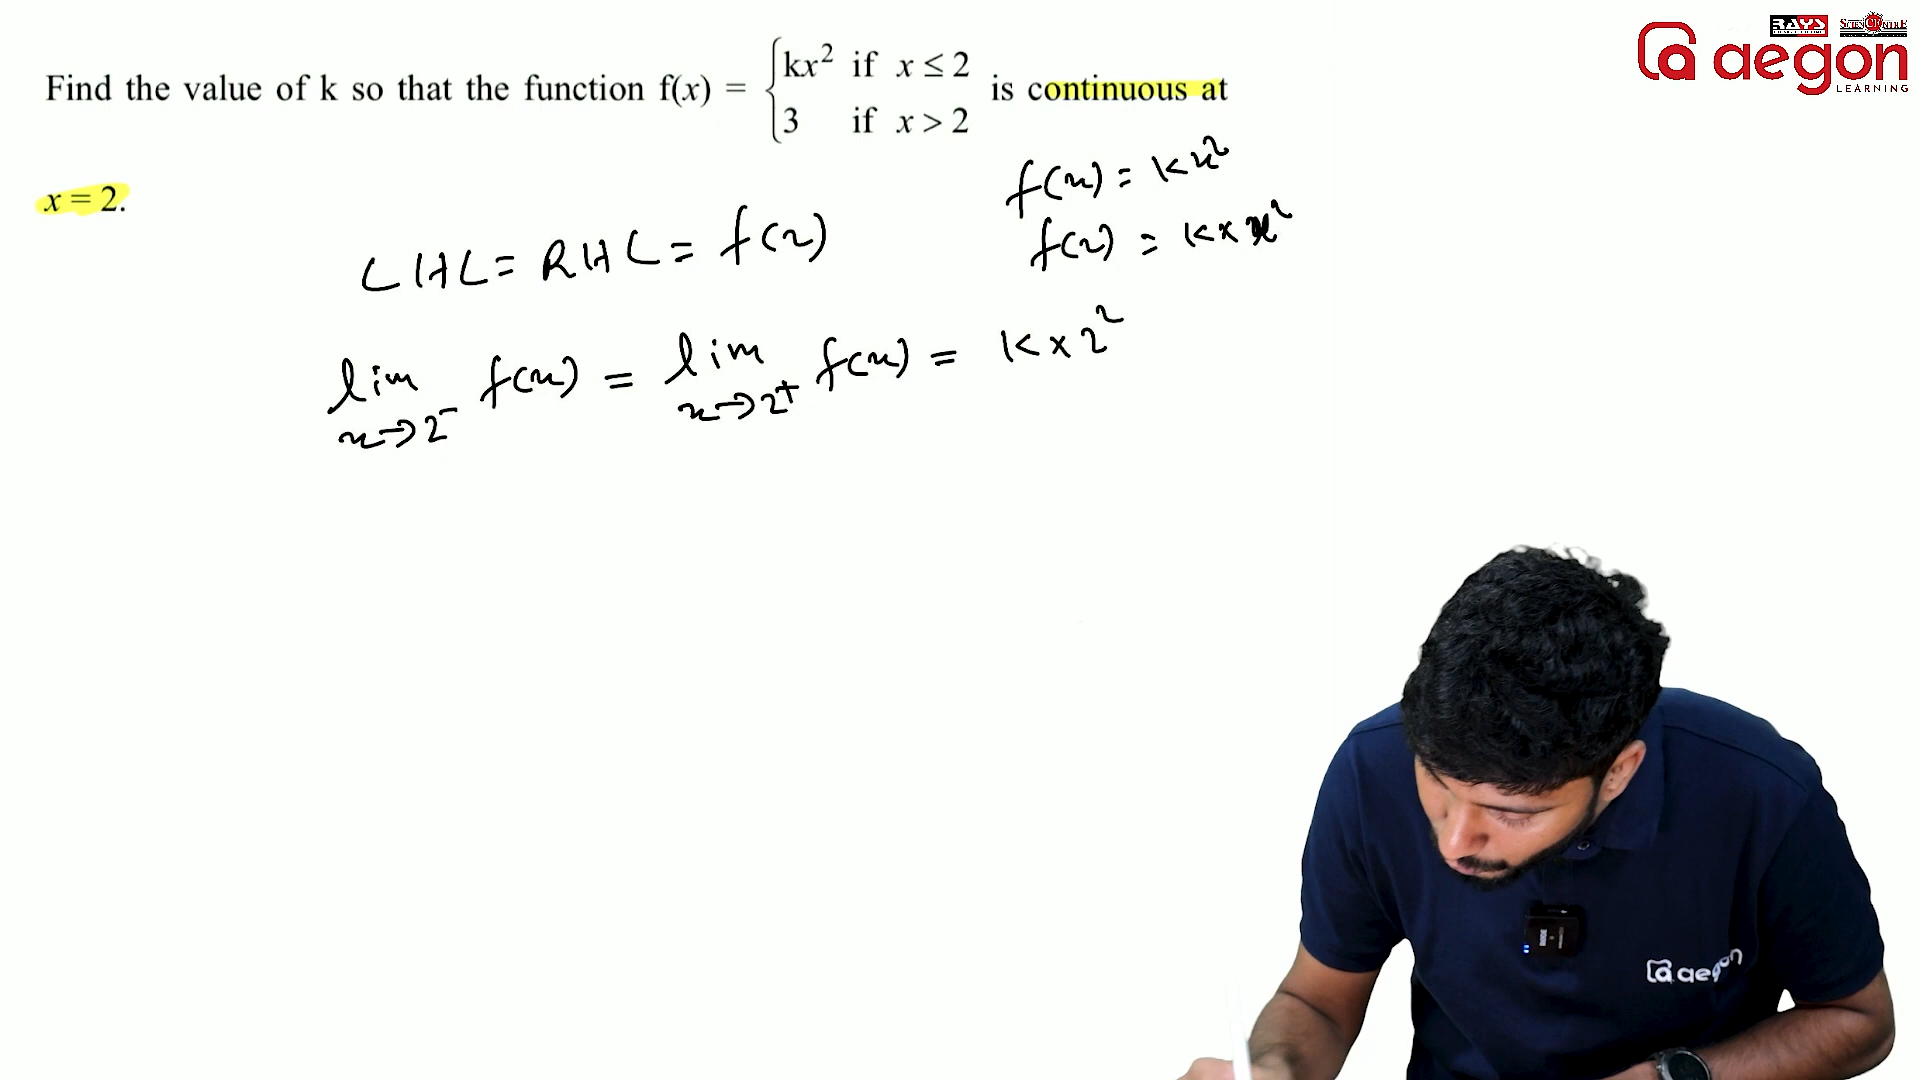 RAYS
aegon
LEARNING
Find the value of k so that the function f(x) = {kx² if x ≤ 2
3 if x > 2 is continuous at
x = 2.
f(x) = kx²
LHL = RHL = f(2)
f(2) = k×x²
lim x→2⁻ f(x) = lim x→2⁺ f(x) = k×2²
aegon